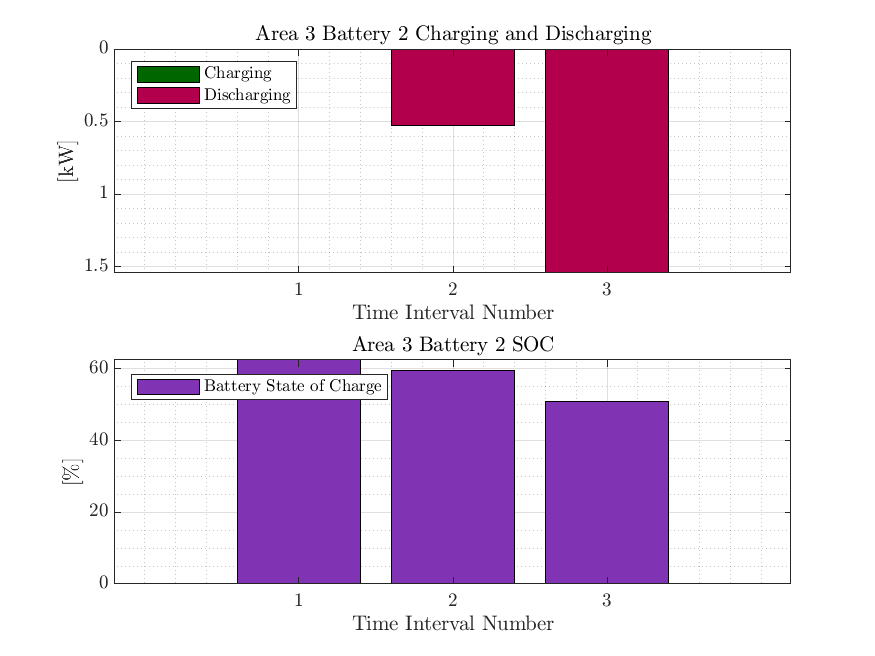 Area 3 Battery 2 Charging and Discharging
0
Charging
Discharging
0.5
[kW]
1
1.5
1 2 3
Time Interval Number
Area 3 Battery 2 SOC
60
Battery State of Charge
40
[%]
20
0
1 2 3
Time Interval Number